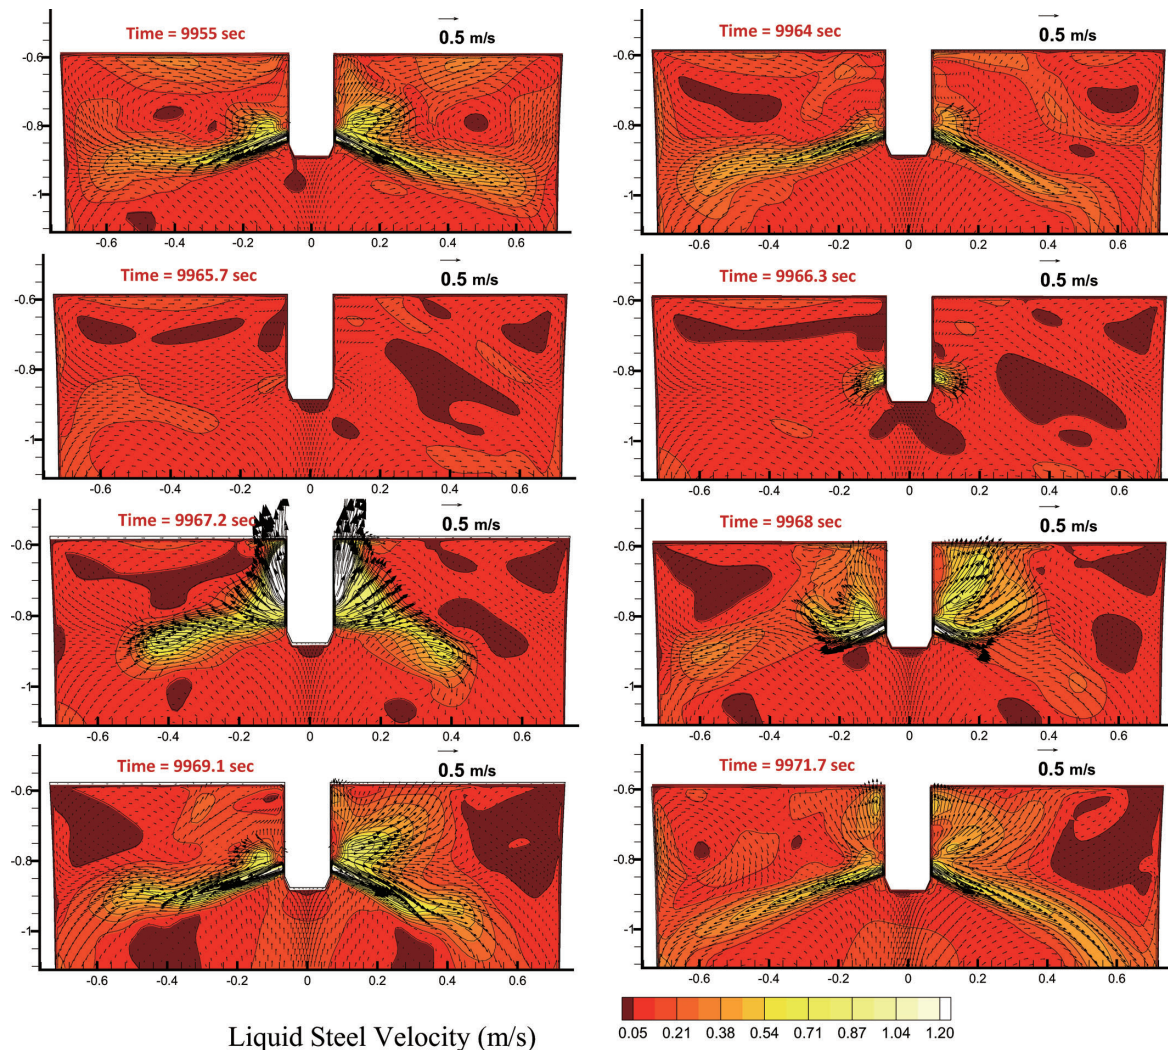 Time = 9955 sec
0.5 m/s
-0.6
-0.8
-1
-0.6 -0.4 -0.2 0 0.2 0.4 0.6
Time = 9964 sec
0.5 m/s
-0.6
-0.8
-1
-0.6 -0.4 -0.2 0 0.2 0.4 0.6
Time = 9965.7 sec
0.5 m/s
-0.6
-0.8
-1
-0.6 -0.4 -0.2 0 0.2 0.4 0.6
Time = 9966.3 sec
0.5 m/s
-0.6
-0.8
-1
-0.6 -0.4 -0.2 0 0.2 0.4 0.6
Time = 9967.2 sec
0.5 m/s
-0.6
-0.8
-1
-0.6 -0.4 -0.2 0 0.2 0.4 0.6
Time = 9968 sec
0.5 m/s
-0.6
-0.8
-1
-0.6 -0.4 -0.2 0 0.2 0.4 0.6
Time = 9969.1 sec
0.5 m/s
-0.6
-0.8
-1
-0.6 -0.4 -0.2 0 0.2 0.4 0.6
Time = 9971.7 sec
0.5 m/s
-0.6
-0.8
-1
-0.6 -0.4 -0.2 0 0.2 0.4 0.6
Liquid Steel Velocity (m/s)
0.05 0.21 0.38 0.54 0.71 0.87 1.04 1.20